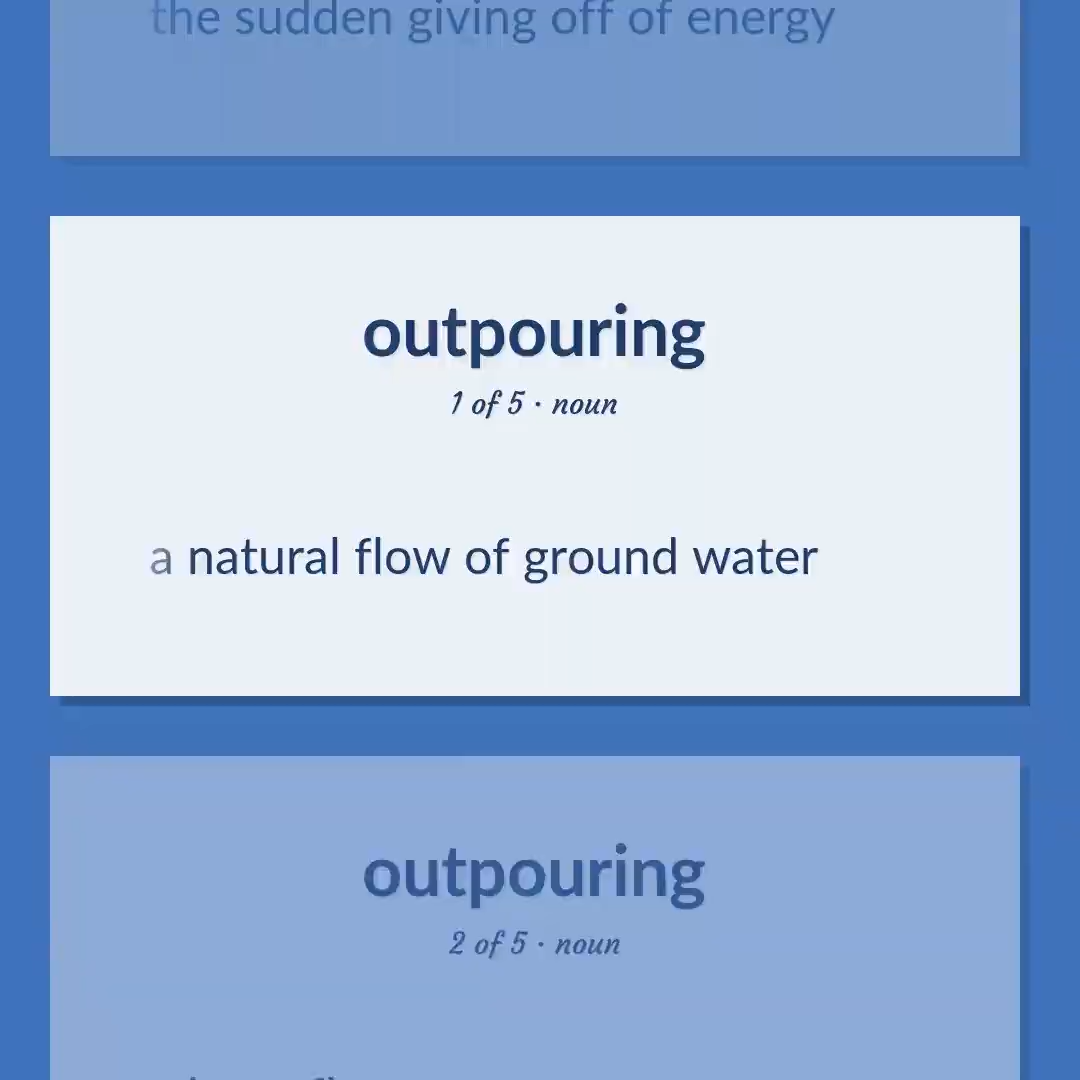 the sudden giving off of energy
outpouring
1 of 5 · noun
a natural flow of ground water
outpouring
2 of 5 · noun